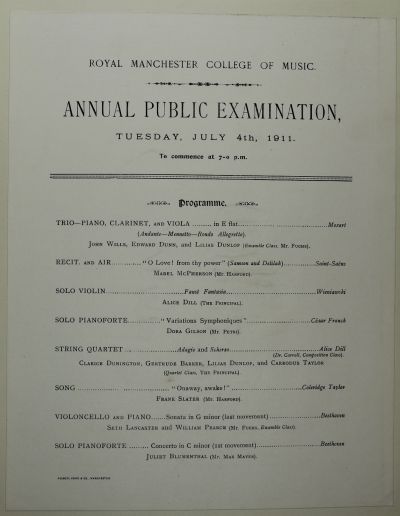 ROYAL MANCHESTER COLLEGE OF MUSIC.
ANNUAL PUBLIC EXAMINATION,
TUESDAY, JULY 4th, 1911.
To commence at 7-0 p.m.
Programme.
TRIO—PIANO, CLARINET, AND VIOLA ......... in E flat ............ Mozart
(Andante—Menuetto—Rondo Allegretto).
JOHN WILLS, EDWARD DUNN, and LILIAS DUNLOP (Ensemble Class, Mr. FUCHS).
RECIT. AND AIR ............ "O Love! from thy power" (Samson and Delilah) ............ Saint-Saëns
MABEL MCPHERSON (Mr. HARFORD).
SOLO VIOLIN ............ Faust Fantasia ............ Wieniawski
ALICE DILL (THE PRINCIPAL).
SOLO PIANOFORTE ............ "Variations Symphoniques" ............ César Franck
DORA GILSON (Mr. PETRI).
STRING QUARTET ............ Adagio and Scherzo ............ Alice Dill
(Dr. Carroll, Composition Class).
CLARICE DUNINGTON, GERTRUDE BARKER, LILIAS DUNLOP, and CARRODUS TAYLOR
(Quartet Class, THE PRINCIPAL).
SONG ............ "Onaway, awake!" ............ Coleridge Taylor
FRANK SLATER (Mr. HARFORD).
VIOLONCELLO AND PIANO ...... Sonata in G minor (last movement) ............ Beethoven
SETH LANCASTER and WILLIAM PEARCE (Mr. FUCHS, Ensemble Class).
SOLO PIANOFORTE ......... Concerto in C minor (1st movement) ............ Beethoven
JULIET BLUMENTHAL (Mr. MAX MAYER).